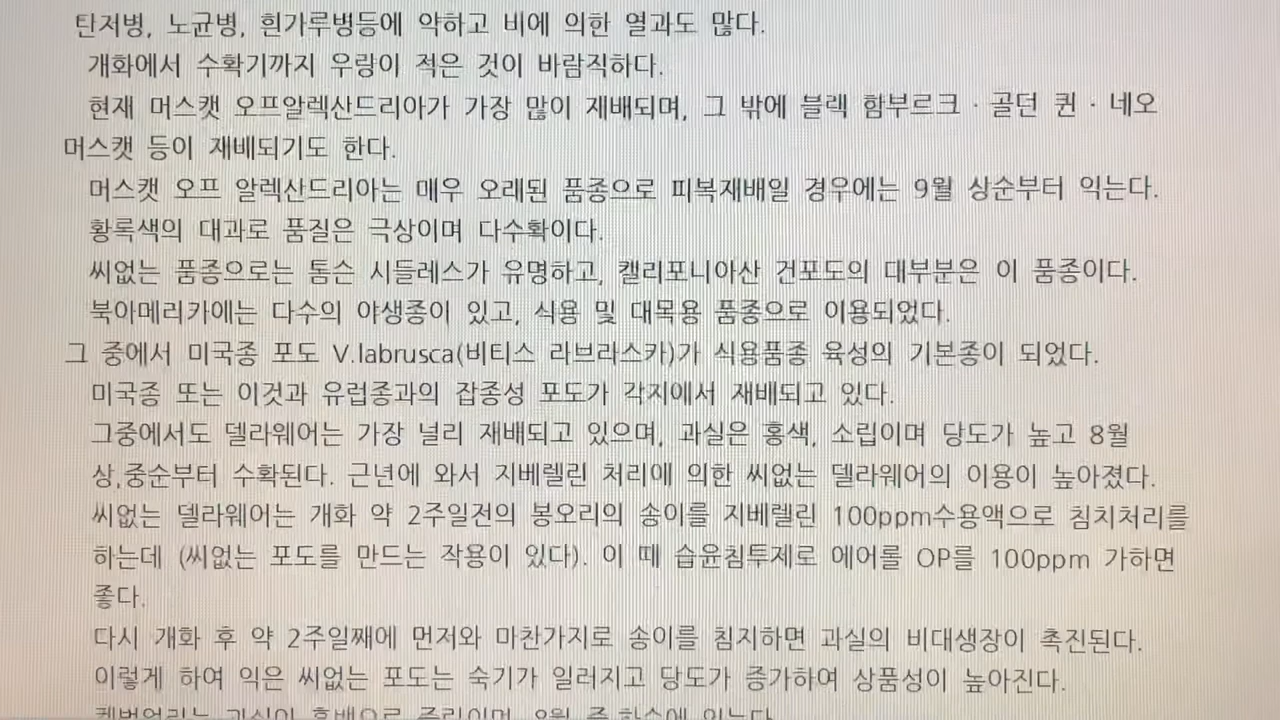 탄저병, 노균병, 흰가루병등에 약하고 비에 의한 열과도 많다.
개화에서 수확기까지 우량이 적은 것이 바람직하다.
현재 머스캣 오프알렉산드리아가 가장 많이 재배되며, 그 밖에 블랙 함부르크 · 골던 퀸 · 네오
머스캣 등이 재배되기도 한다.
머스캣 오프 알렉산드리아는 매우 오래된 품종으로 피복재배일 경우에는 9월 상순부터 익는다.
황록색의 대과로 품질은 극상이며 다수확이다.
씨없는 품종으로는 톰슨 시들레스가 유명하고, 캘리포니아산 건포도의 대부분은 이 품종이다.
북아메리카에는 다수의 야생종이 있고, 식용 및 대목용 품종으로 이용되었다.
그 중에서 미국종 포도 V.labrusca(비티스 라브라스카)가 식용품종 육성의 기본종이 되었다.
미국종 또는 이것과 유럽종과의 잡종성 포도가 각지에서 재배되고 있다.
그중에서도 델라웨어는 가장 널리 재배되고 있으며, 과실은 홍색, 소립이며 당도가 높고 8월
상,중순부터 수확된다. 근년에 와서 지베렐린 처리에 의한 씨없는 델라웨어의 이용이 높아졌다.
씨없는 델라웨어는 개화 약 2주일전의 봉오리의 송이를 지베렐린 100ppm수용액으로 침치처리를
하는데 (씨없는 포도를 만드는 작용이 있다). 이 때 습윤침투제로 에어롤 OP를 100ppm 가하면
좋다.
다시 개화 후 약 2주일째에 먼저와 마찬가지로 송이를 침지하면 과실의 비대생장이 촉진된다.
이렇게 하여 익은 씨없는 포도는 숙기가 일러지고 당도가 증가하여 상품성이 높아진다.